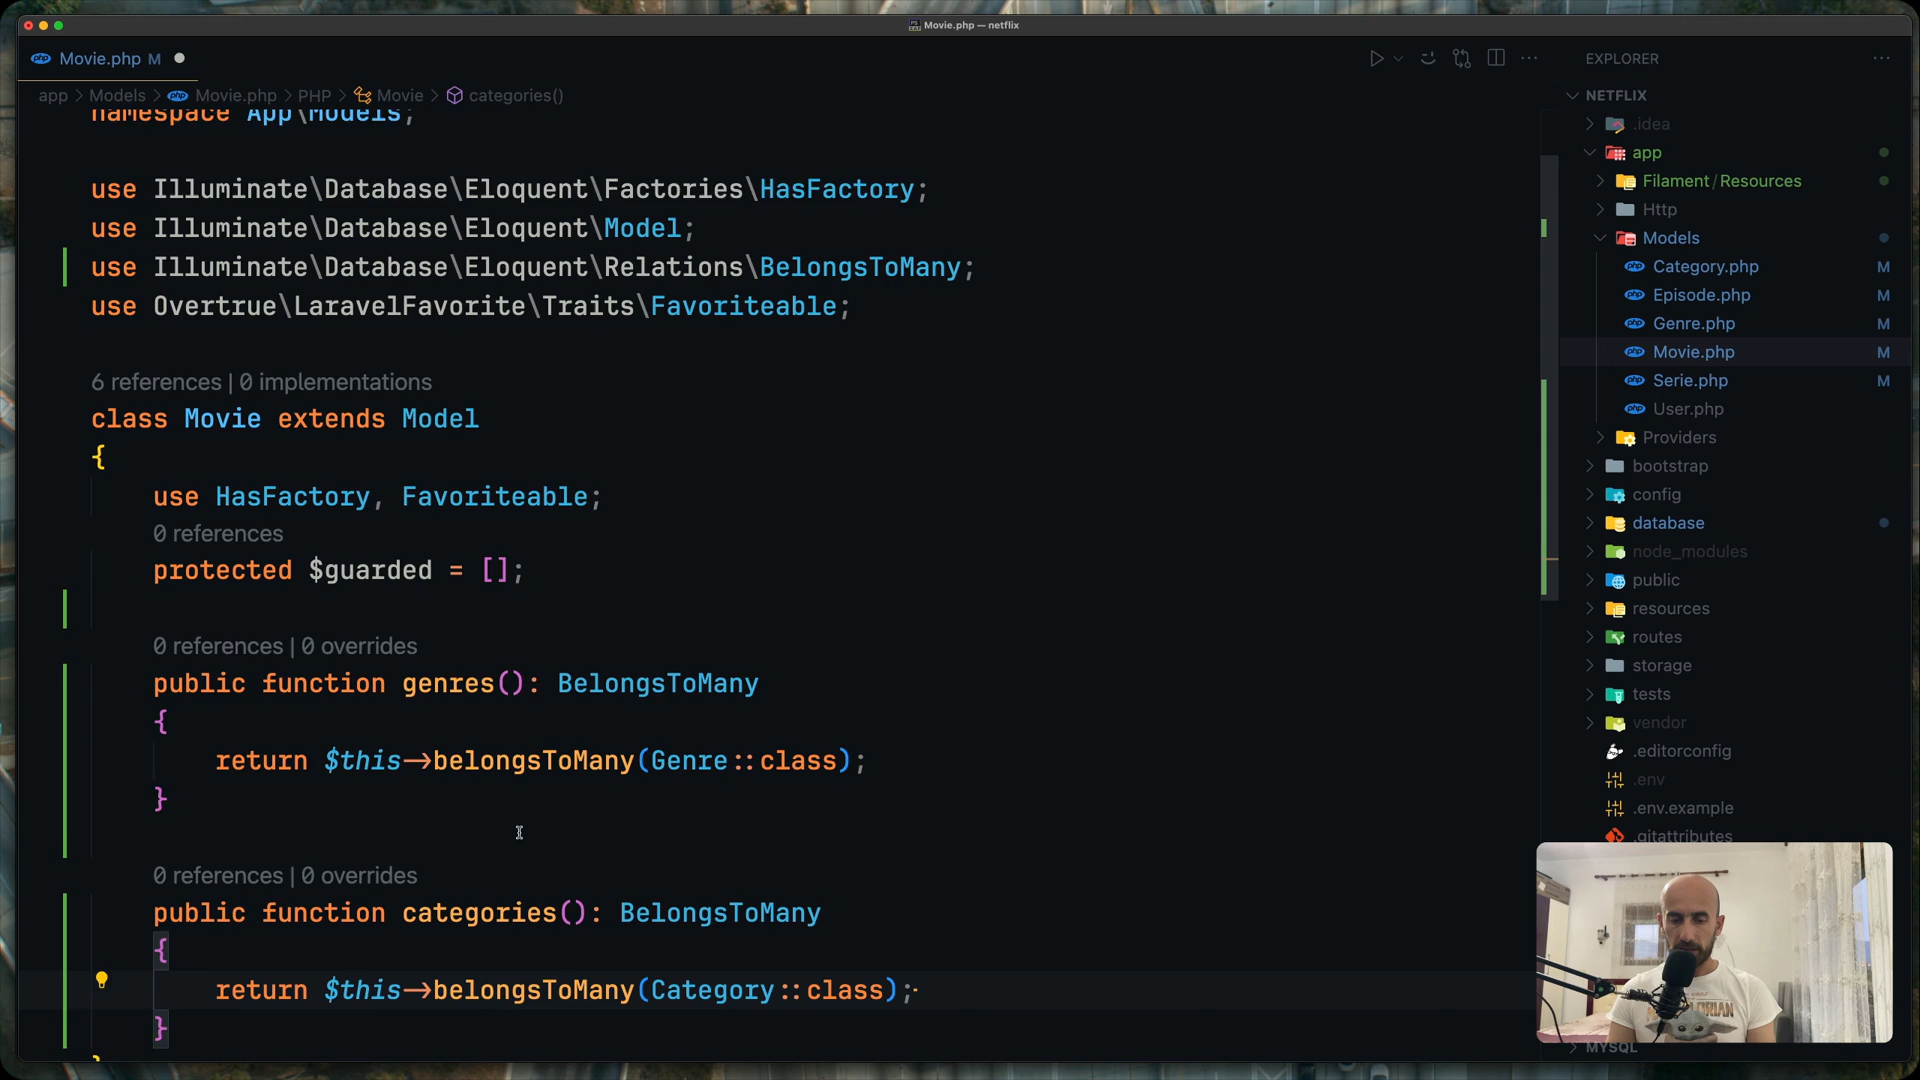 Movie.php — netflix
Movie.php M
app > Models > Movie.php > PHP > Movie > categories()
namespace App\Models;
use Illuminate\Database\Eloquent\Factories\HasFactory;
use Illuminate\Database\Eloquent\Model;
use Illuminate\Database\Eloquent\Relations\BelongsToMany;
use Overtrue\LaravelFavorite\Traits\Favoriteable;
6 references | 0 implementations
class Movie extends Model
{
use HasFactory, Favoriteable;
0 references
protected $guarded = [];
0 references | 0 overrides
public function genres(): BelongsToMany
{
return $this->belongsToMany(Genre::class);
}
0 references | 0 overrides
public function categories(): BelongsToMany
{
return $this->belongsToMany(Category::class);
}
EXPLORER
NETFLIX
.idea
app
Filament/Resources
Http
Models
Category.php M
Episode.php M
Genre.php M
Movie.php M
Serie.php M
User.php
Providers
bootstrap
config
database
node_modules
public
resources
routes
storage
tests
vendor
.editorconfig
.env
.env.example
.gitattributes
MYSQL